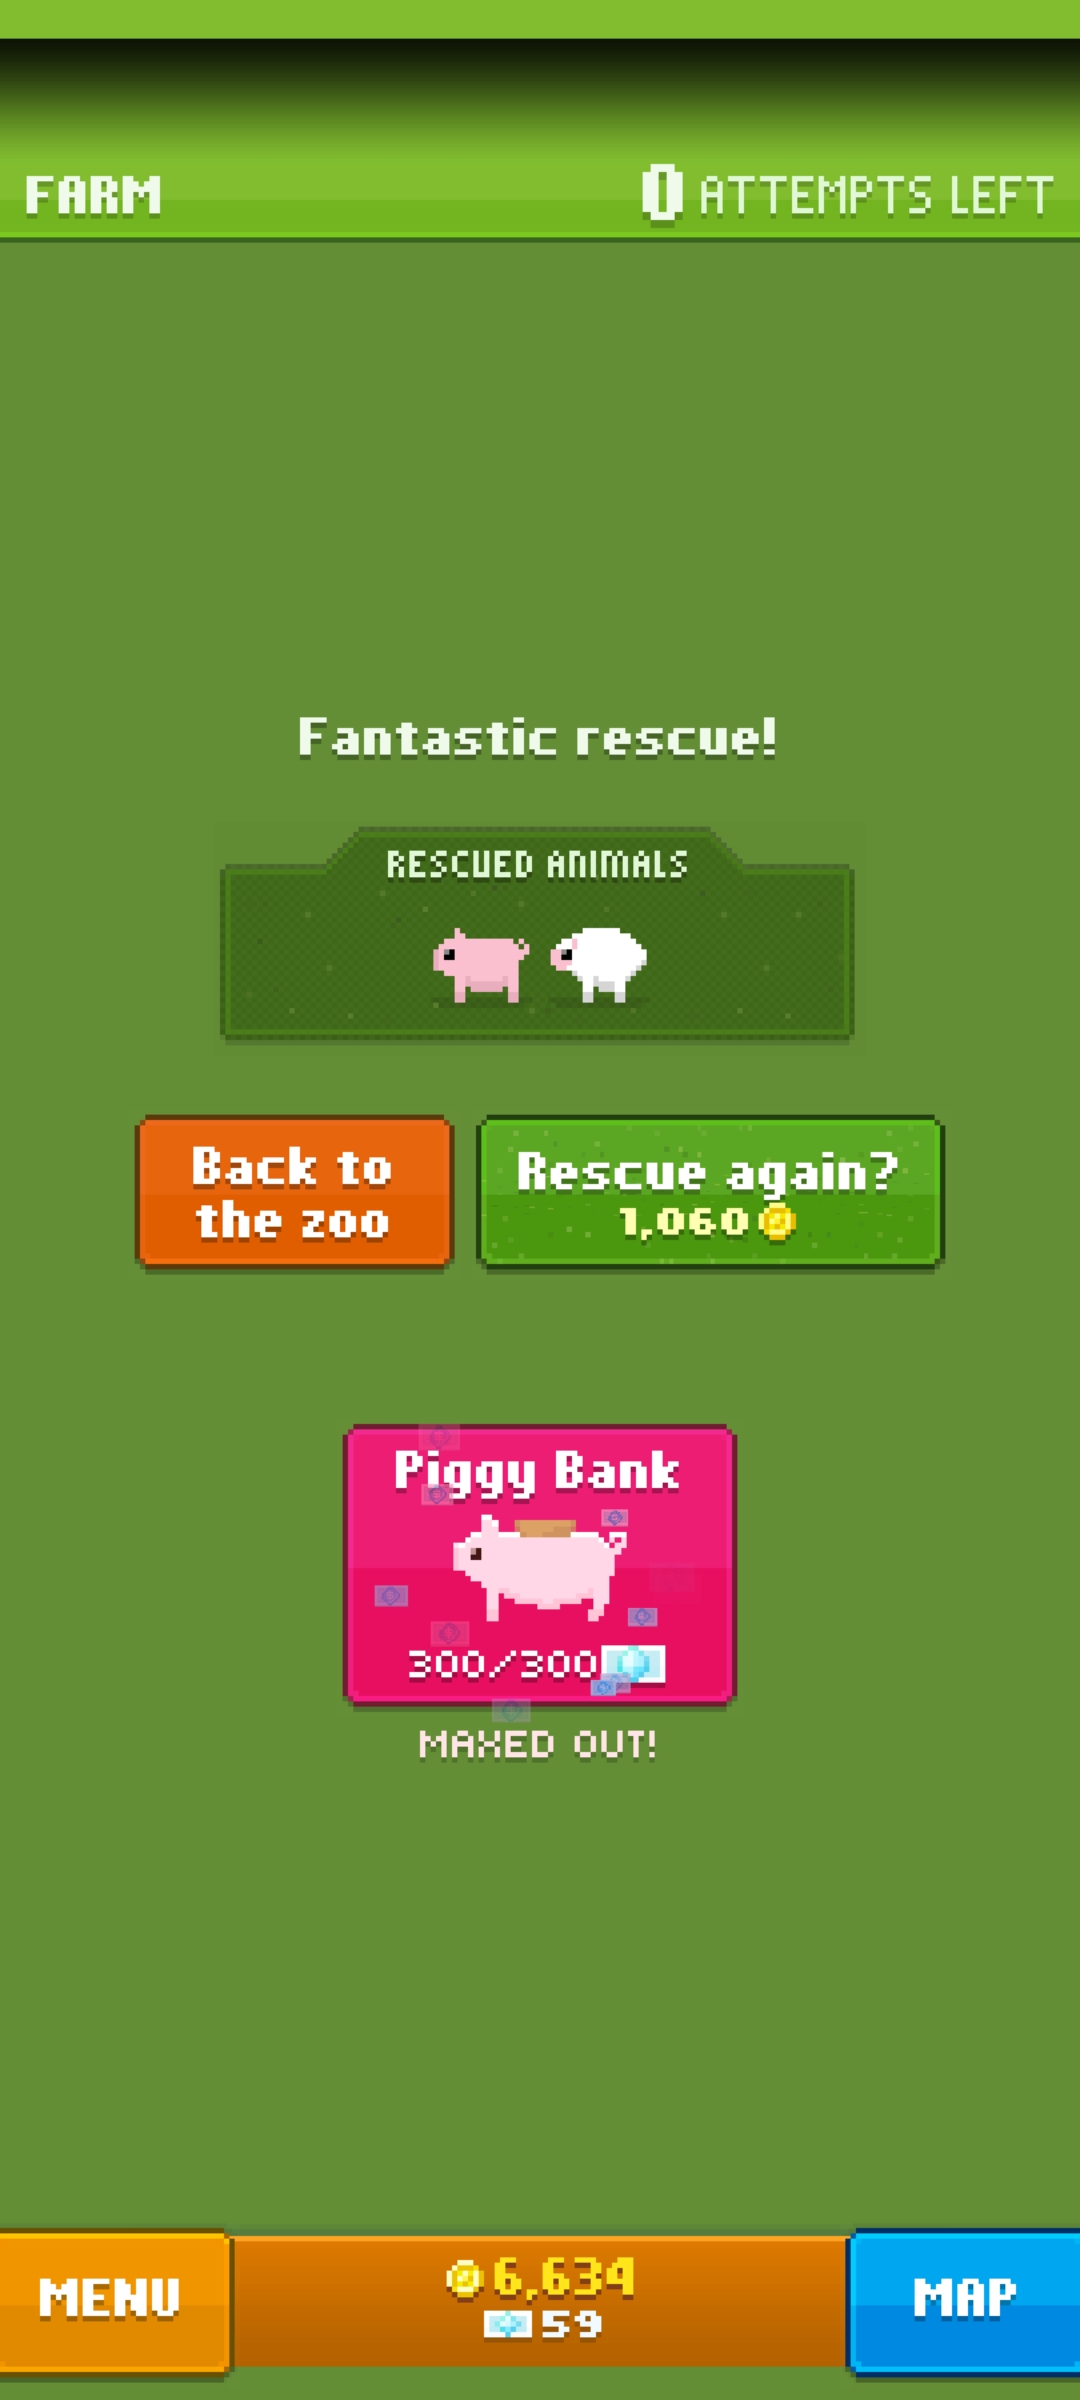 FARM
0 ATTEMPTS LEFT
Fantastic rescue!
RESCUED ANIMALS
Back to
the zoo
Rescue again?
1,060
Piggy Bank
300/300
MAXED OUT!
MENU
6,634
59
MAP